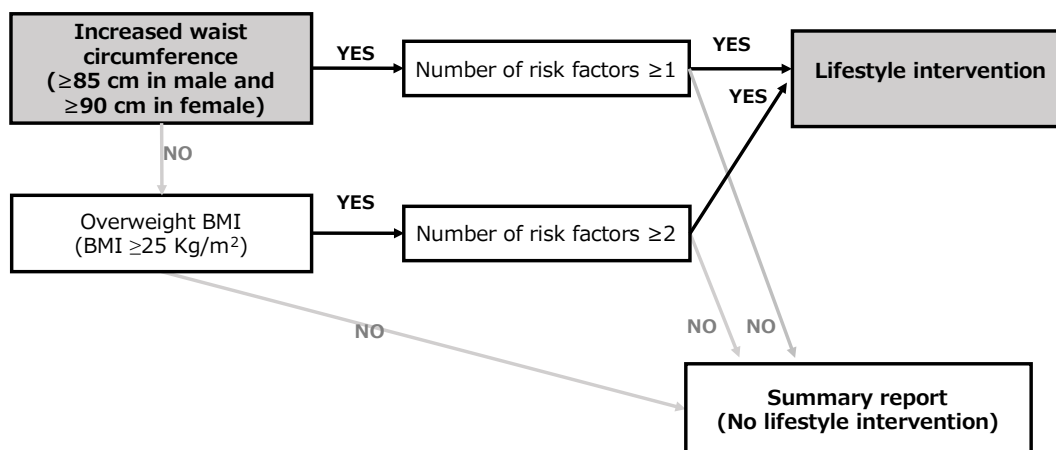 Increased waist
circumference
(≥85 cm in male and
≥90 cm in female)
YES
Number of risk factors ≥1
YES
YES
Lifestyle intervention
NO
Overweight BMI
(BMI ≥25 Kg/m²)
YES
Number of risk factors ≥2
NO
NO
NO
Summary report
(No lifestyle intervention)